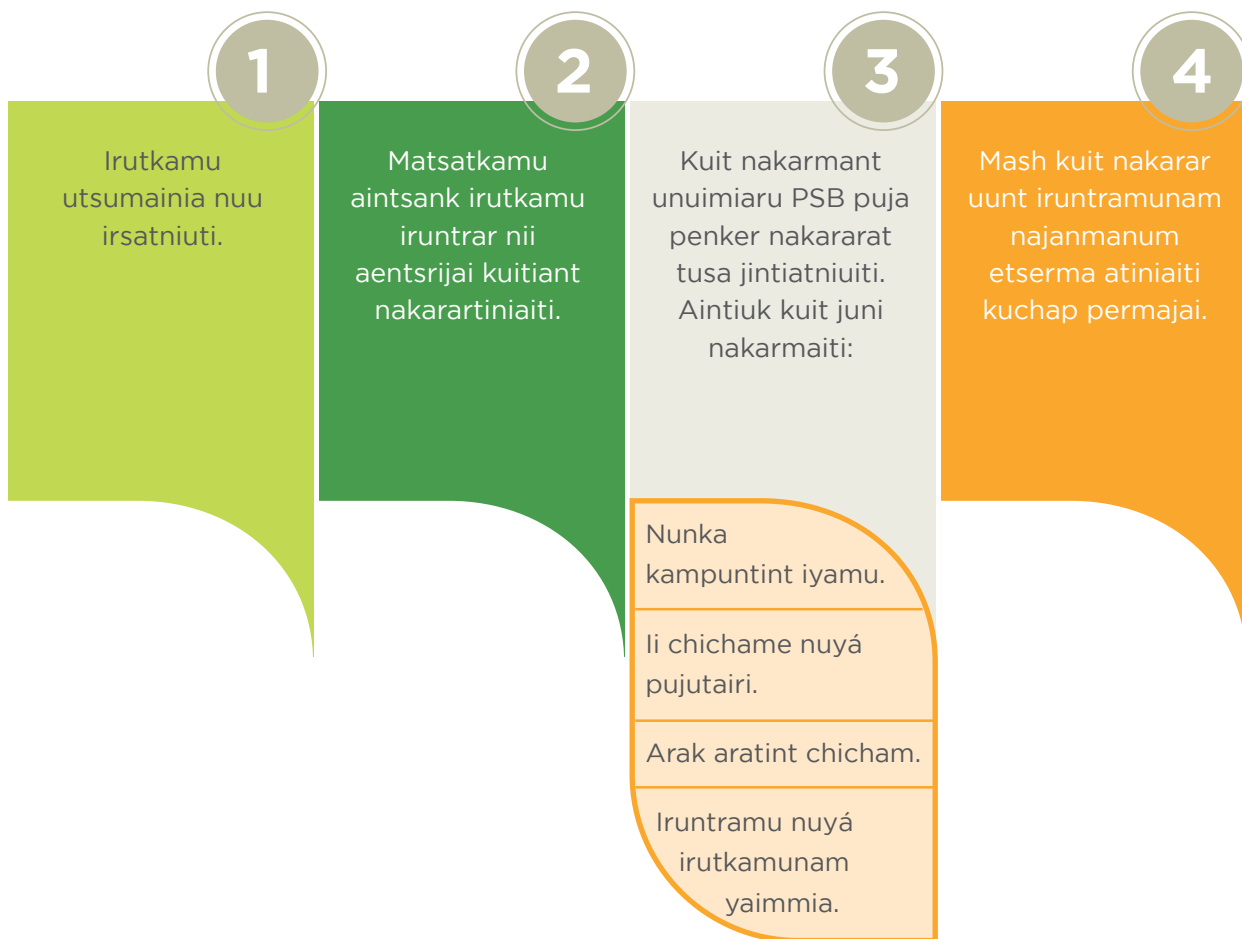 1
Irutkamu
utsumainia nuu
irsatniuti.
2
Matsatkamu
aintsank irutkamu
iruntrar nii
aentsrijai kuitiant
nakarartiniaiti.
3
Kuit nakarmant
unuimiaru PSB puja
penker nakararat
tusa jintiatniuiti.
Aintiuk kuit juni
nakarmaiti:
Nunka
kampuntint iyamu.
Ii chichame nuyá
pujutairi.
Arak aratint chicham.
Iruntramu nuyá
irutkamunam
yaimmia.
4
Mash kuit nakarar
uunt iruntramunam
najanmanum
etserma atiniaiti
kuchap permajai.